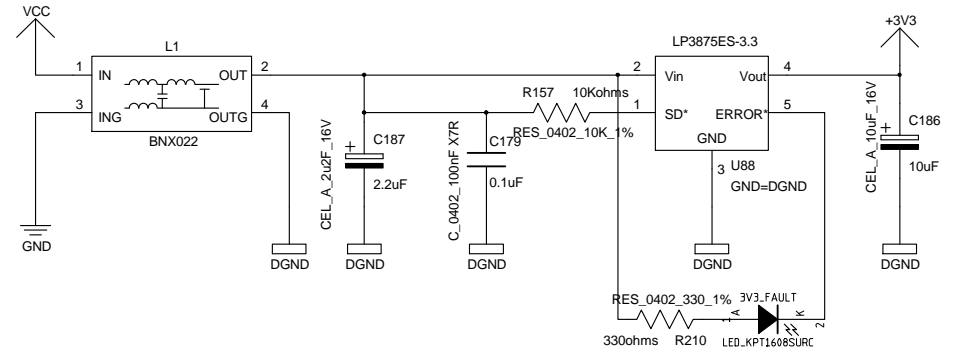 VCC
+3V3
L1
LP3875ES-3.3
1
IN
OUT
2
3
ING
OUTG
4
BNX022
2
Vin
Vout
4
R157
10Kohms
1
SD*
ERROR*
5
RES_0402_10K_1%
GND
3
U88
GND=DGND
CEL_A_2u2F_16V
+
C187
2.2uF
C_0402_100nF X7R
C179
0.1uF
CEL_A_10uF_16V
+
C186
10uF
GND
DGND
DGND
DGND
DGND
DGND
RES_0402_330_1%
3V3_FAULT
1
A
K
2
330ohms
R210
LED_KPT1608SURC